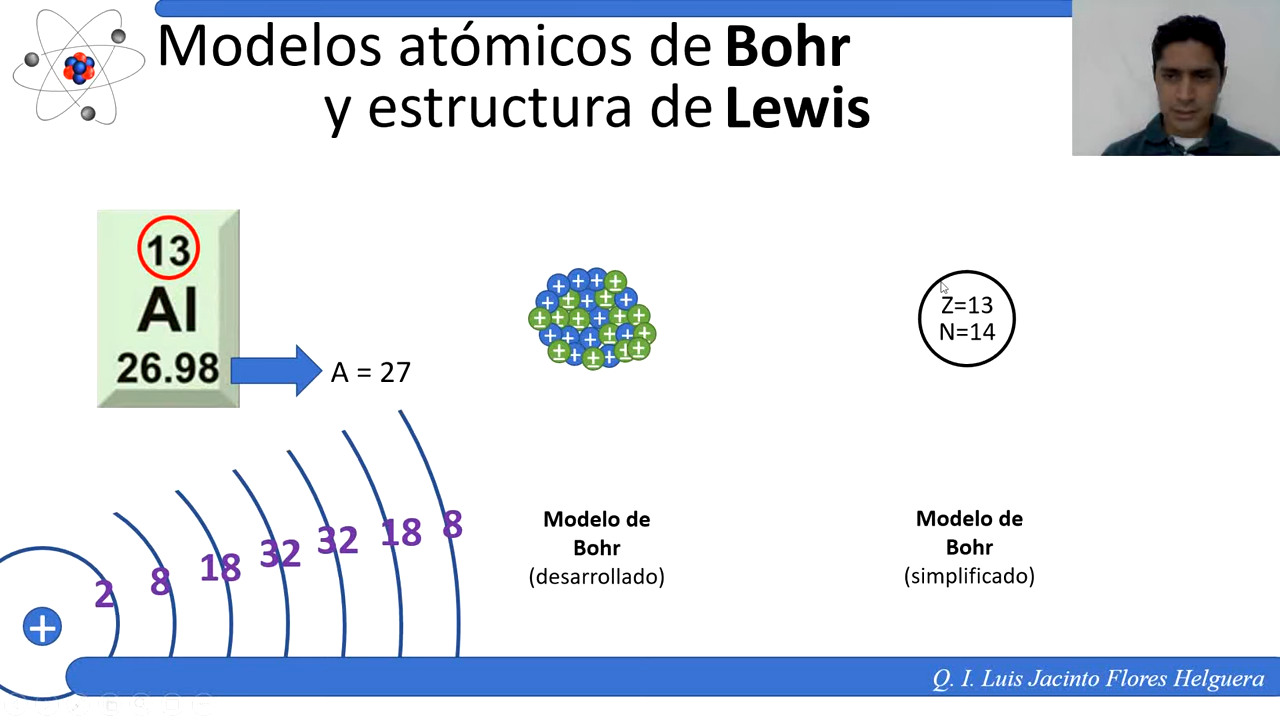 Modelos atómicos de Bohr
y estructura de Lewis
13
Al
26.98
A = 27
Z=13
N=14
2 8 18 32 32 18 8
+
Modelo de
Bohr
(desarrollado)
Modelo de
Bohr
(simplificado)
Q. I. Luis Jacinto Flores Helguera